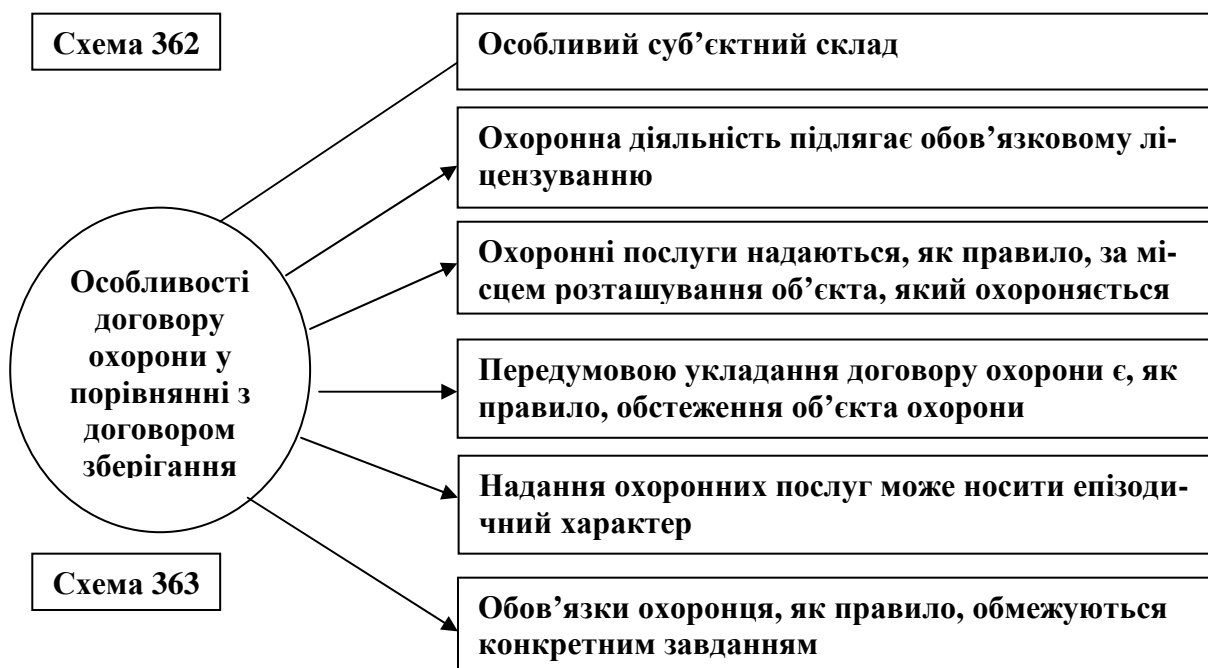 Схема 362
Особливий суб’єктний склад
Охоронна діяльність підлягає обов’язковому лі-
цензуванню
Охоронні послуги надаються, як правило, за мі-
сцем розташування об’єкта, який охороняється
Особливості
договору
охорони у
порівнянні з
договором
зберігання
Передумовою укладання договору охорони є, як
правило, обстеження об’єкта охорони
Надання охоронних послуг може носити епізоди-
чний характер
Схема 363
Обов’язки охоронця, як правило, обмежуються
конкретним завданням